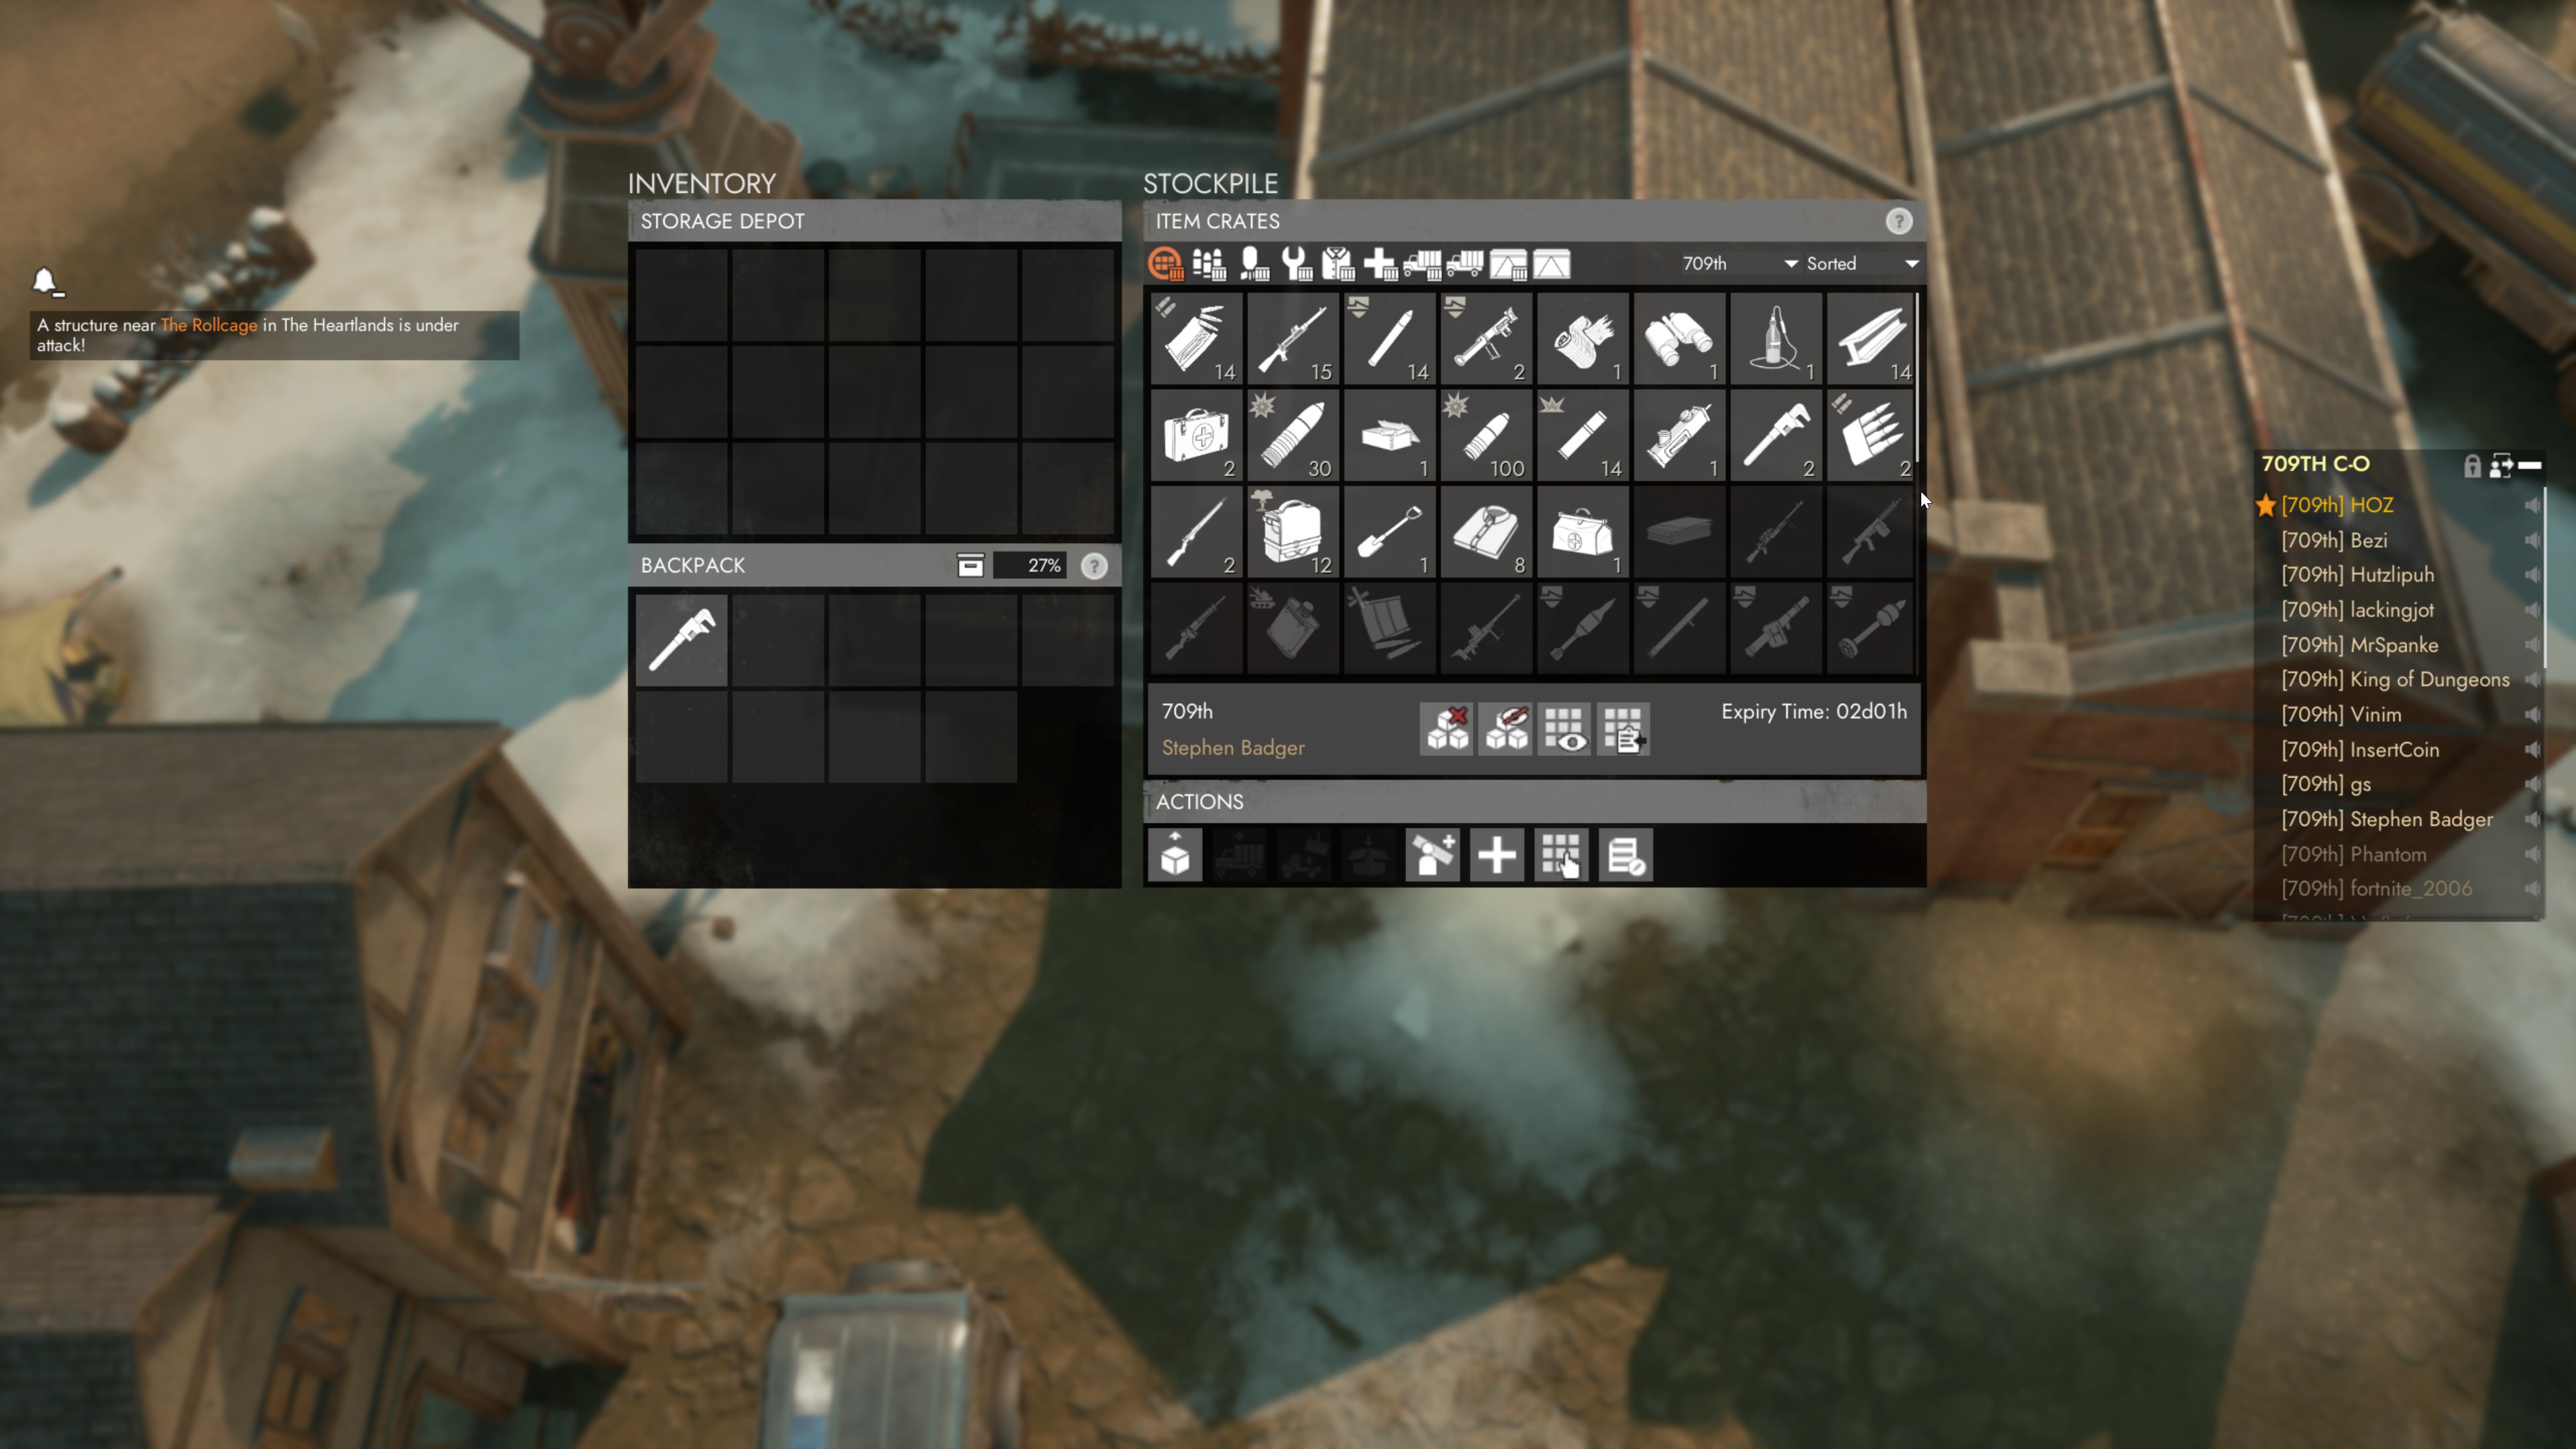 INVENTORY
STORAGE DEPOT
BACKPACK
27%
?
STOCKPILE
ITEM CRATES
?
709th
Sorted
14
15
14
2
1
1
1
14
2
30
1
100
14
1
2
2
2
12
1
8
1
709th
Stephen Badger
Expiry Time: 02d01h
ACTIONS
A structure near The Rollcage in The Heartlands is under
attack!
709TH C-O
[709th] HOZ
[709th] Bezi
[709th] Hutzlipuh
[709th] lackingjot
[709th] MrSpanke
[709th] King of Dungeons
[709th] Vinim
[709th] InsertCoin
[709th] gs
[709th] Stephen Badger
[709th] Phantom
[709th] fortnite_2006